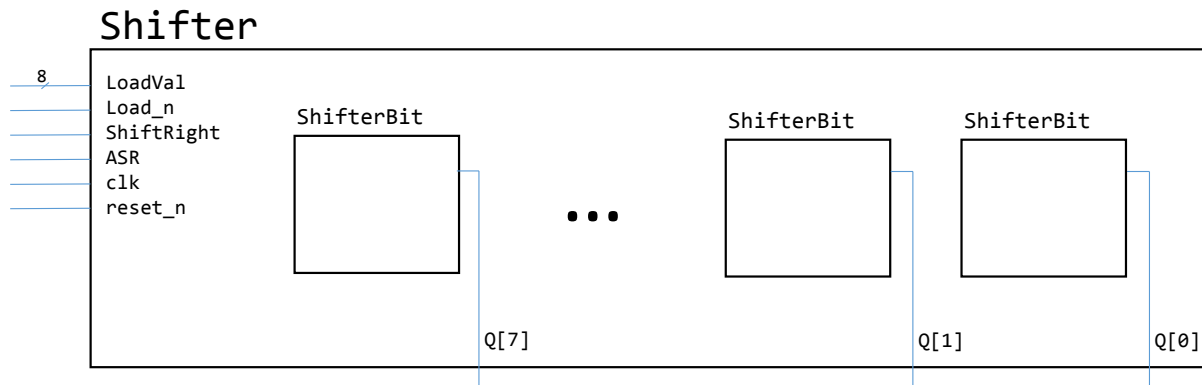 Shifter
8
LoadVal
Load_n
ShiftRight
ASR
clk
reset_n
ShifterBit
ShifterBit
ShifterBit
...
Q[7]
Q[1]
Q[0]